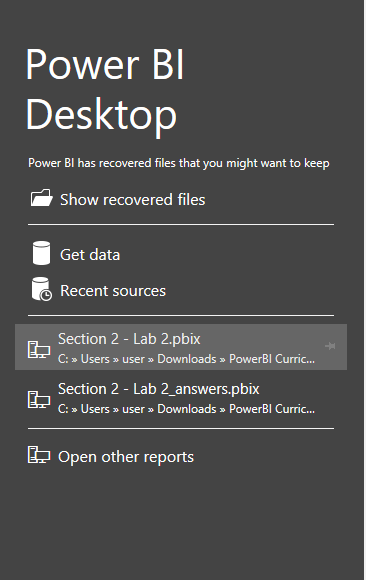 Power BI
Desktop
Power BI has recovered files that you might want to keep
Show recovered files
Get data
Recent sources
Section 2 - Lab 2.pbix
C: » Users » user » Downloads » PowerBI Curric...
Section 2 - Lab 2_answers.pbix
C: » Users » user » Downloads » PowerBI Curric...
Open other reports